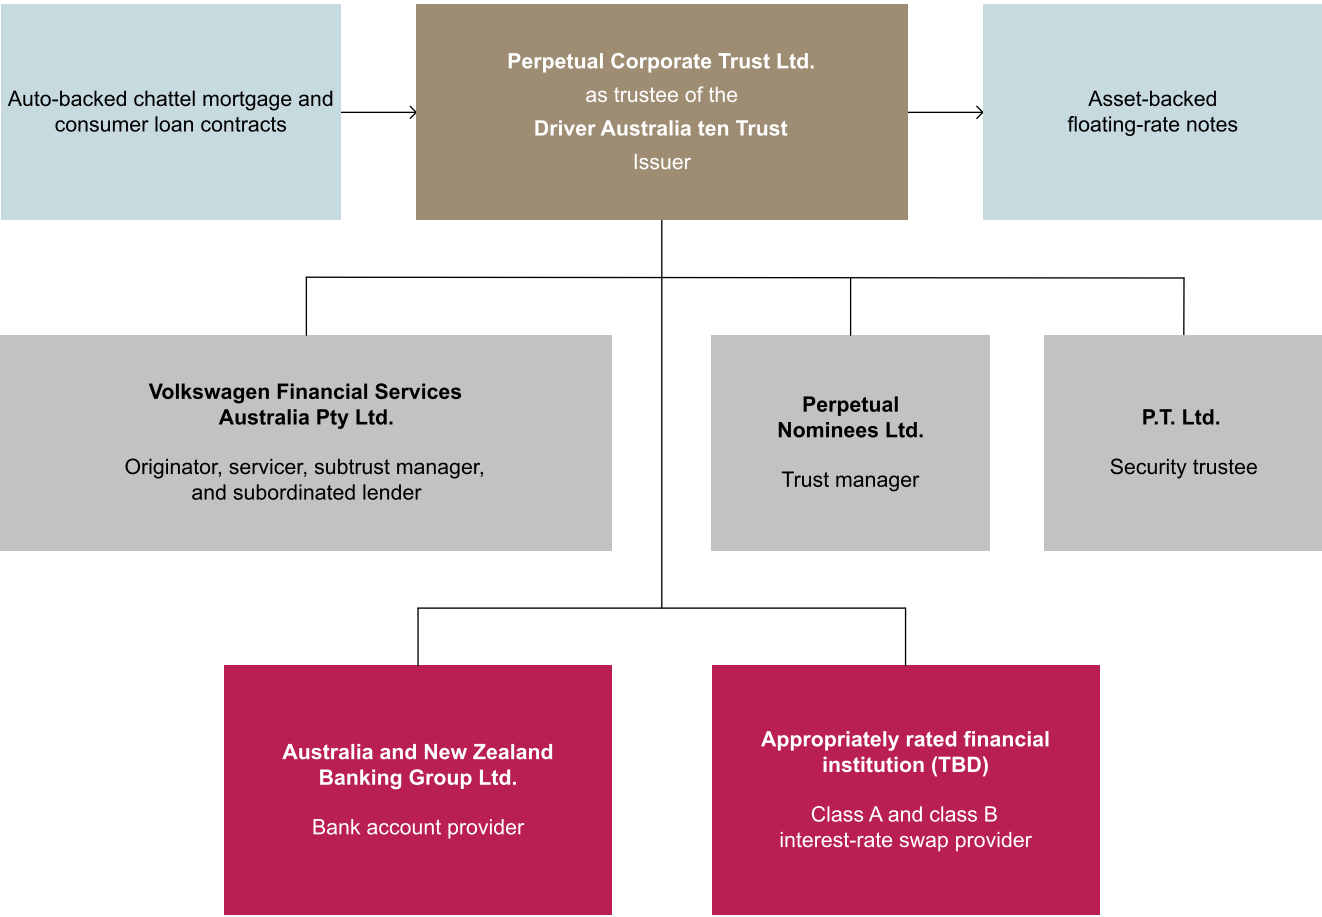 Auto-backed chattel mortgage and
consumer loan contracts
Perpetual Corporate Trust Ltd.
as trustee of the
Driver Australia ten Trust
Issuer
Asset-backed
floating-rate notes
Volkswagen Financial Services
Australia Pty Ltd.
Originator, servicer, subtrust manager,
and subordinated lender
Perpetual
Nominees Ltd.
Trust manager
P.T. Ltd.
Security trustee
Australia and New Zealand
Banking Group Ltd.
Bank account provider
Appropriately rated financial
institution (TBD)
Class A and class B
interest-rate swap provider